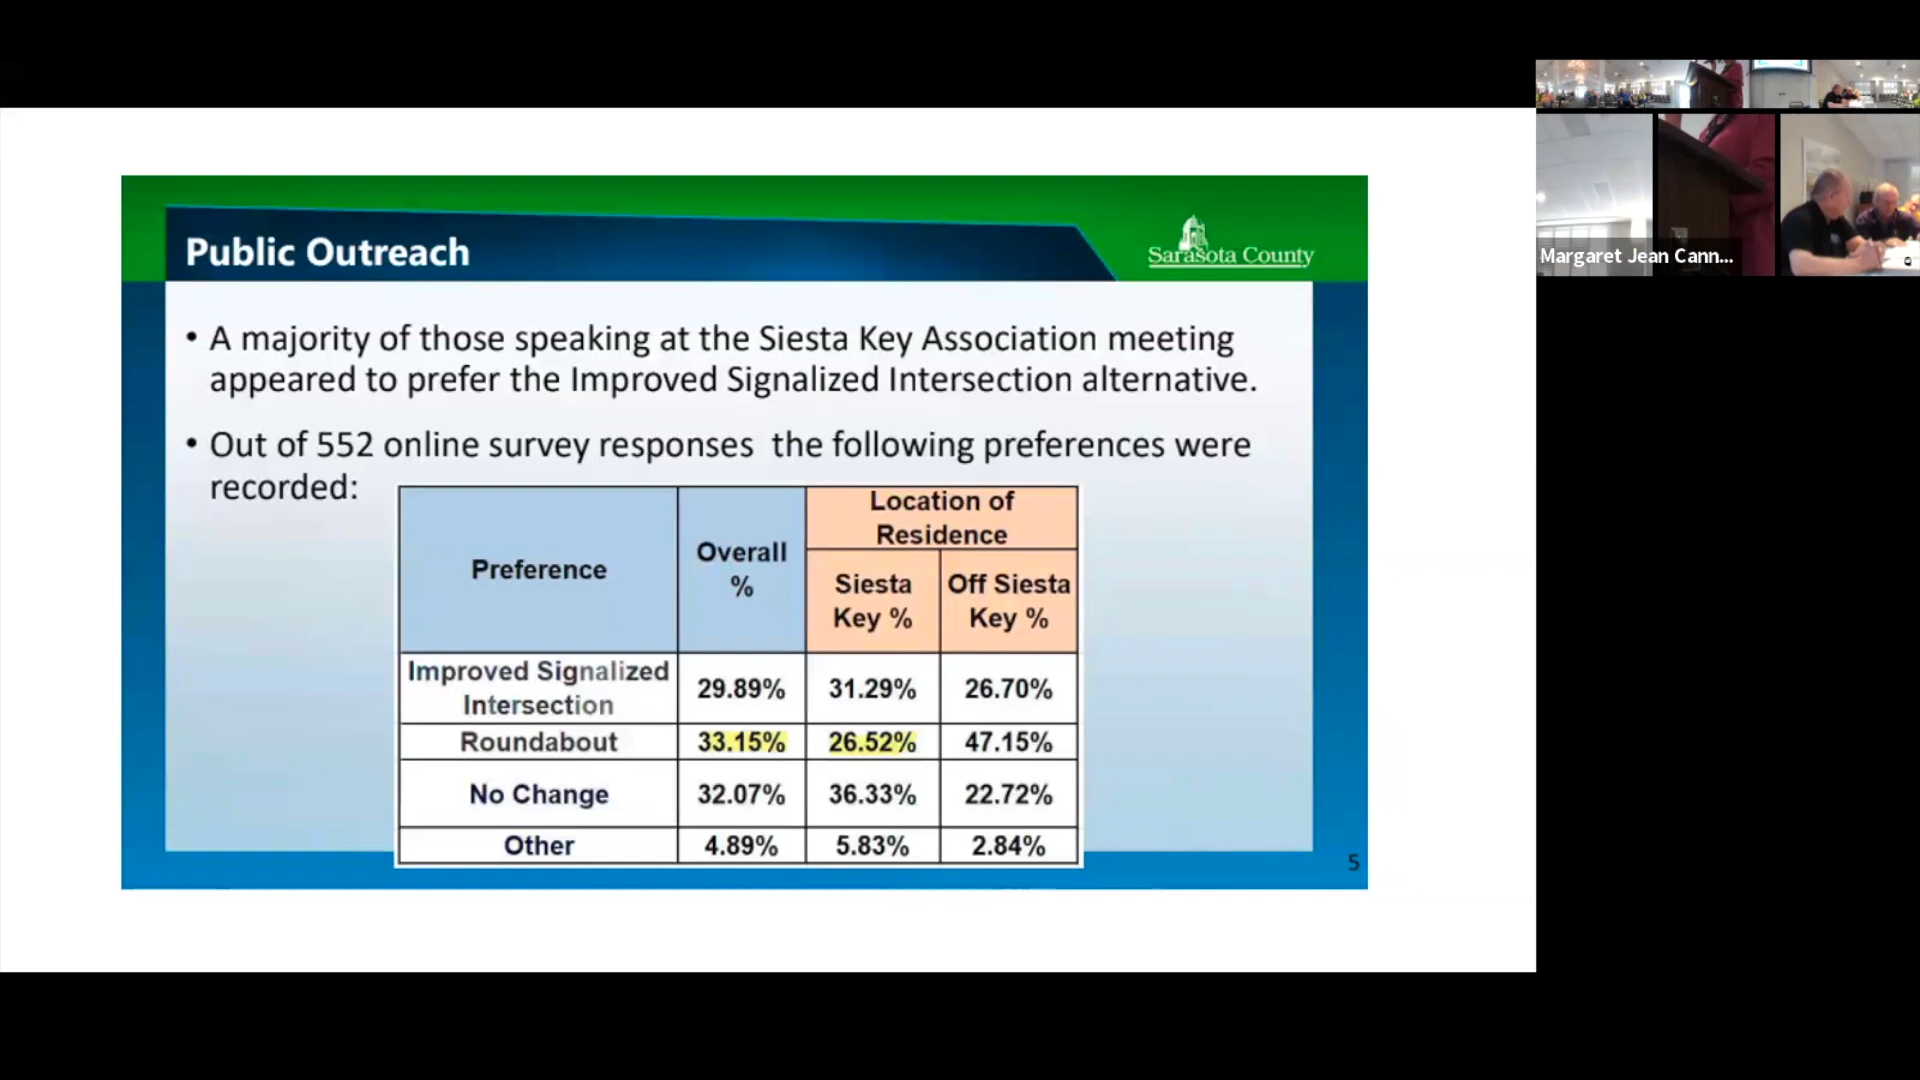 Public Outreach
Sarasota County
• A majority of those speaking at the Siesta Key Association meeting
appeared to prefer the Improved Signalized Intersection alternative.
• Out of 552 online survey responses the following preferences were
recorded:
Preference
Overall
%
Location of
Residence
Siesta
Key %
Off Siesta
Key %
Improved Signalized
Intersection
29.89%
31.29%
26.70%
Roundabout
33.15%
26.52%
47.15%
No Change
32.07%
36.33%
22.72%
Other
4.89%
5.83%
2.84%
5
Margaret Jean Cann...